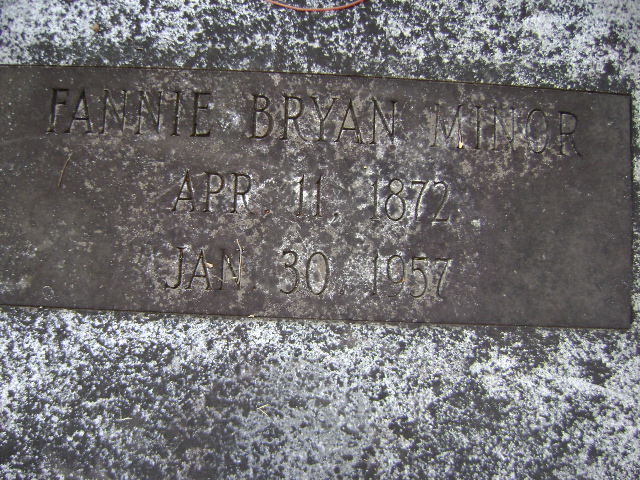 FANNIE BRYAN MINOR
APR. 11, 1872
JAN 30 1957